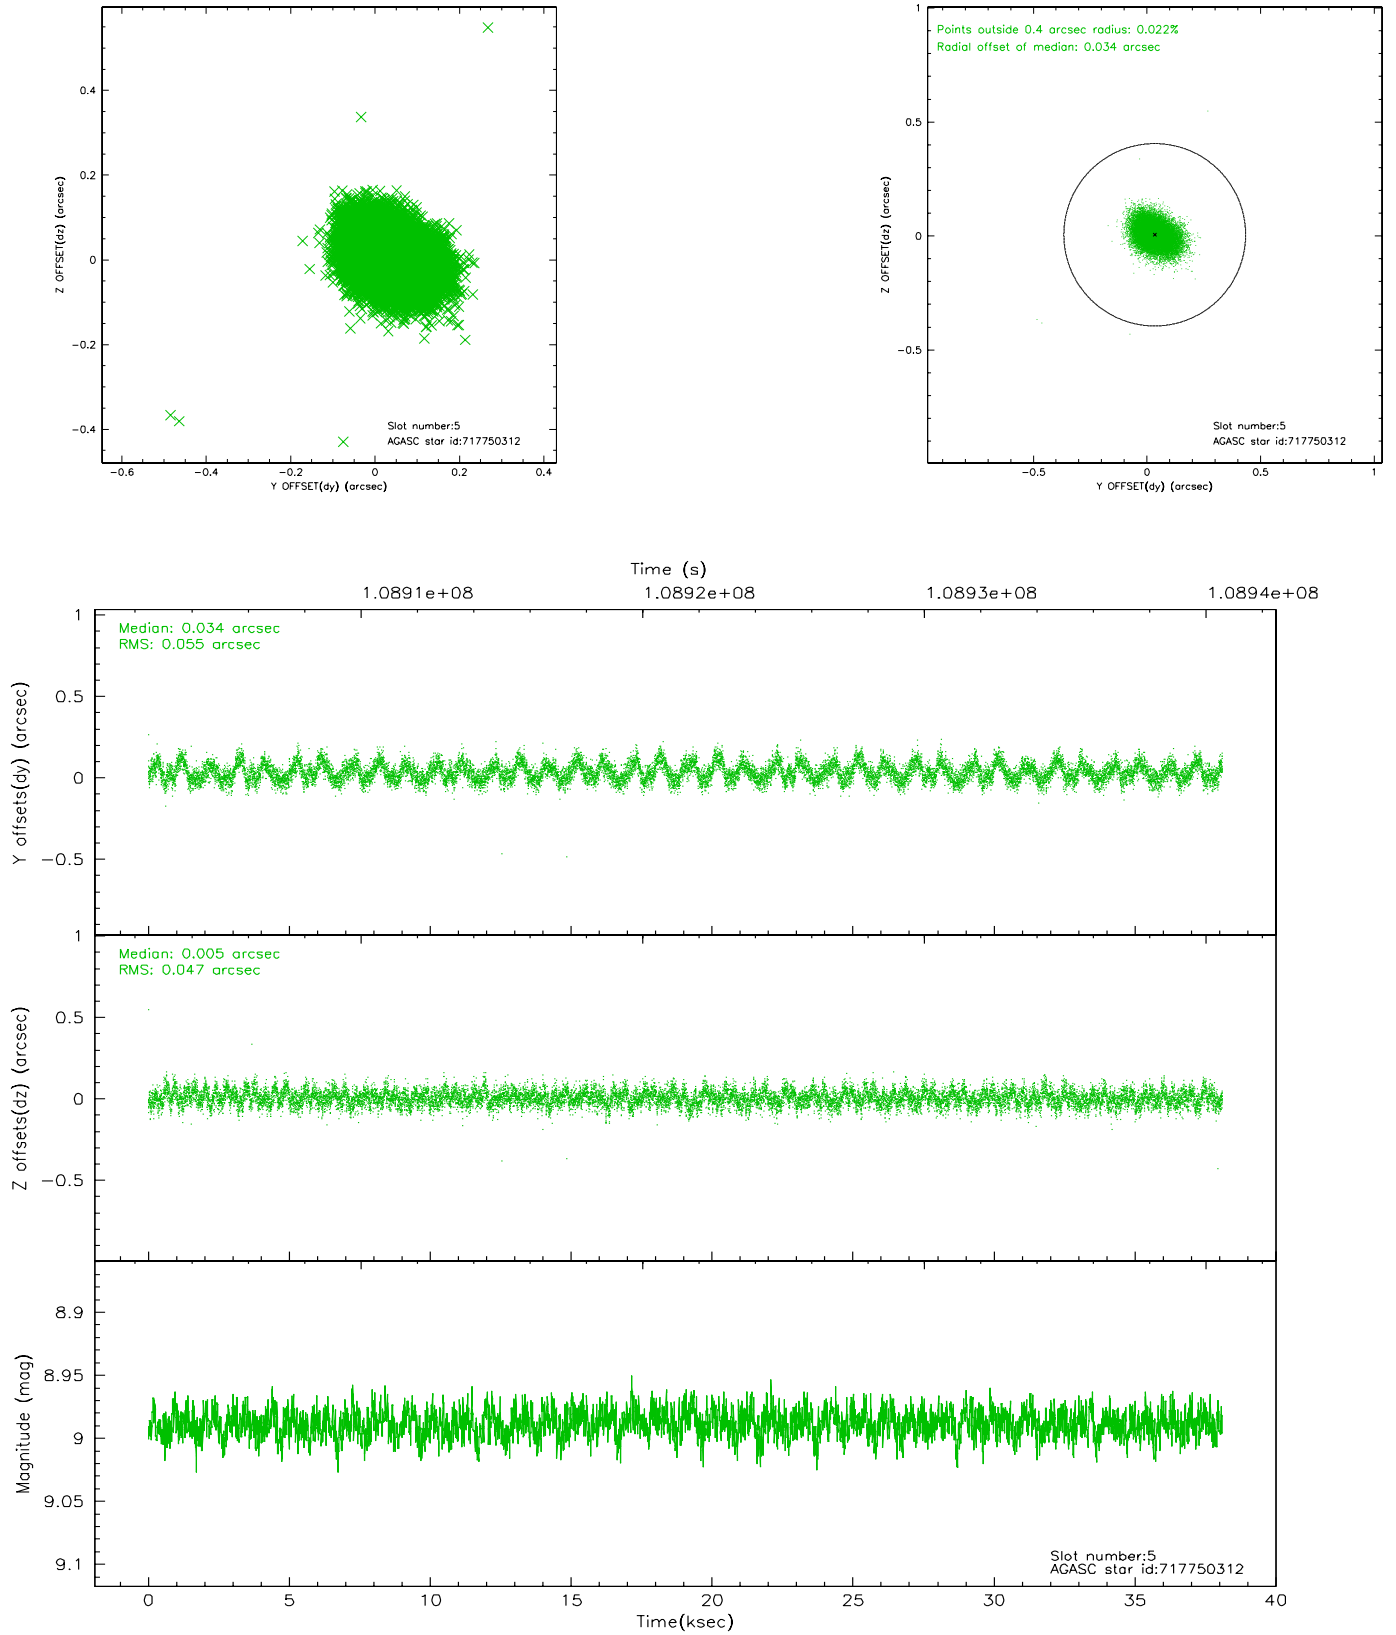 0.4
0.2
0
−0.2
−0.4
Z OFFSET(dz) (arcsec)
Slot number:5
AGASC star id:717750312
−0.6
−0.4
−0.2
0
0.2
0.4
Y OFFSET(dy) (arcsec)
Points outside 0.4 arcsec radius: 0.022%
Radial offset of median: 0.034 arcsec
1
0.5
0
−0.5
Z OFFSET(dz) (arcsec)
Slot number:5
AGASC star id:717750312
−0.5
0
0.5
1
Y OFFSET(dy) (arcsec)
Time (s)
1.0891e+08
1.0892e+08
1.0893e+08
1.0894e+08
Median: 0.034 arcsec
RMS: 0.055 arcsec
1
0.5
0
−0.5
Y offsets(dy) (arcsec)
Median: 0.005 arcsec
RMS: 0.047 arcsec
1
0.5
0
−0.5
Z offsets(dz) (arcsec)
8.9
8.95
9
9.05
9.1
Magnitude (mag)
Slot number:5
AGASC star id:717750312
0
5
10
15
20
25
30
35
40
Time(ksec)